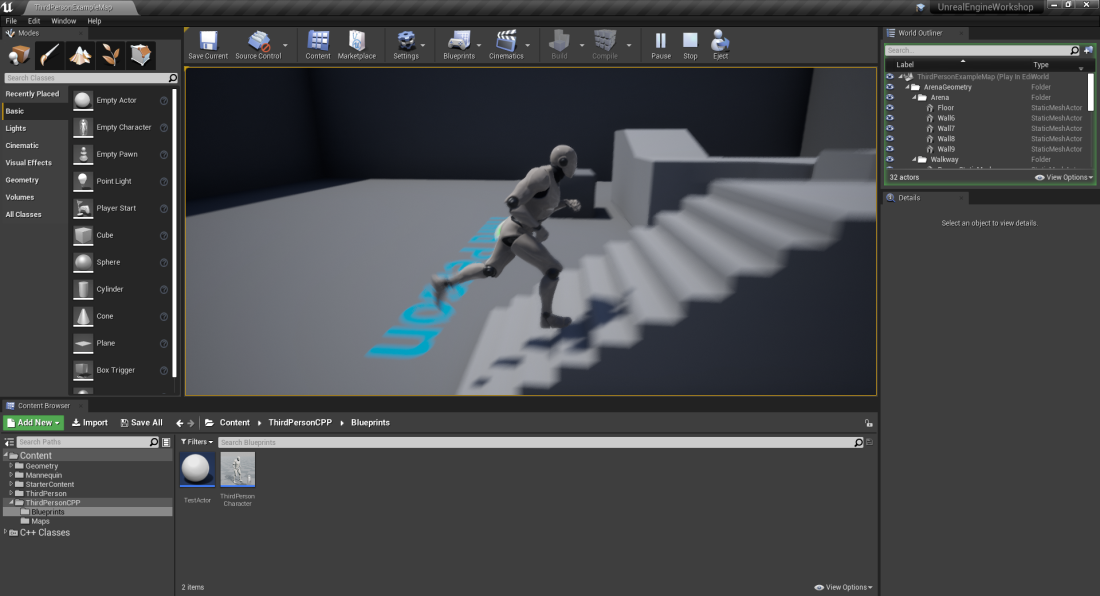 ThirdPersonExampleMap
UnrealEngineWorkshop
File Edit Window Help
Modes
Save Current Source Control Content Marketplace Settings Blueprints Cinematics Build Compile Pause Stop Eject
World Outliner
Search...
Label Type
ThirdPersonExampleMap (Play In Edi World
ArenaGeometry Folder
Arena Folder
Floor StaticMeshActor
Wall6 StaticMeshActor
Wall7 StaticMeshActor
Wall8 StaticMeshActor
Wall9 StaticMeshActor
Walkway Folder
32 actors View Options
Details
Select an object to view details.
Search Classes
Recently Placed
Basic
Lights
Cinematic
Visual Effects
Geometry
Volumes
All Classes
Empty Actor
Empty Character
Empty Pawn
Point Light
Player Start
Cube
Sphere
Cylinder
Cone
Plane
Box Trigger
Content Browser
Add New Import Save All Content ThirdPersonCPP Blueprints
Search Paths
Filters Search Blueprints
Content
Geometry
Mannequin
StarterContent
ThirdPerson
ThirdPersonCPP
Blueprints
Maps
C++ Classes
TestActor
ThirdPerson
Character
2 items View Options